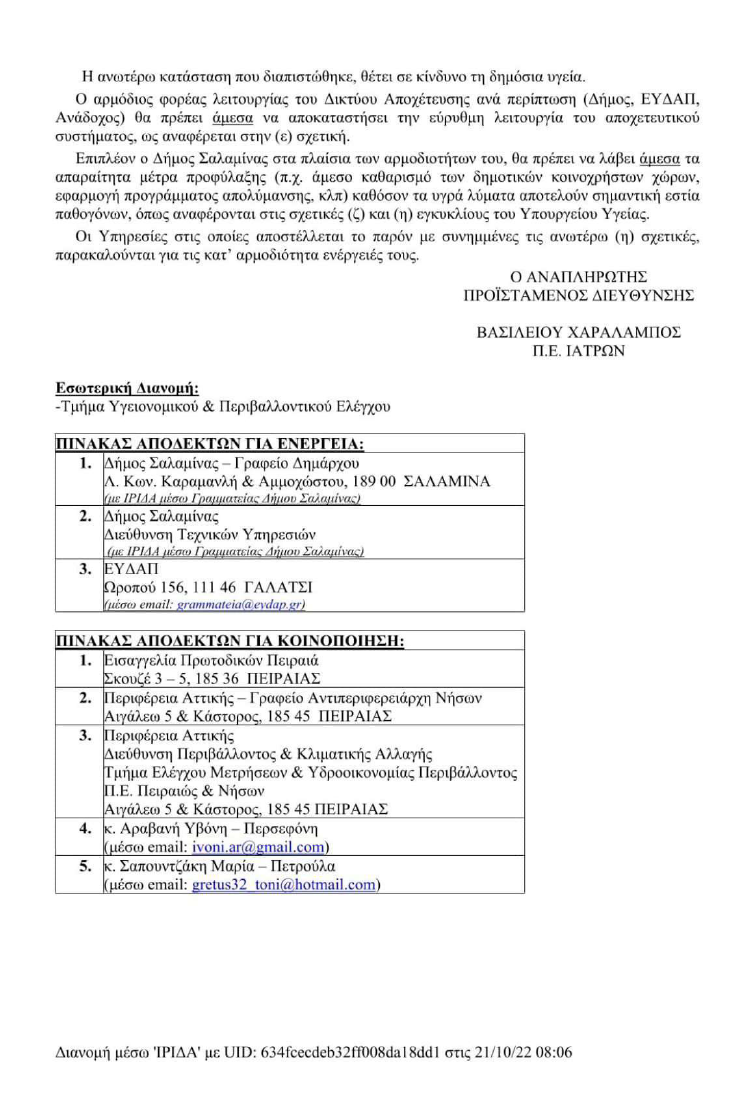 Η ανωτέρω κατάσταση που διαπιστώθηκε, θέτει σε κίνδυνο τη δημόσια υγεία.
Ο αρμόδιος φορέας λειτουργίας του Δικτύου Αποχέτευσης ανά περίπτωση (Δήμος, ΕΥΔΑΠ,
Ανάδοχος) θα πρέπει άμεσα να αποκαταστήσει την εύρυθμη λειτουργία του αποχετευτικού
συστήματος, ως αναφέρεται στην (ε) σχετική.
Επιπλέον ο Δήμος Σαλαμίνας στα πλαίσια των αρμοδιοτήτων του, θα πρέπει να λάβει άμεσα τα
απαραίτητα μέτρα προφύλαξης (π.χ. άμεσο καθαρισμό των δημοτικών κοινοχρήστων χώρων,
εφαρμογή προγράμματος απολύμανσης, κλπ) καθόσον τα υγρά λύματα αποτελούν σημαντική εστία
παθογόνων, όπως αναφέρονται στις σχετικές (ζ) και (η) εγκυκλίους του Υπουργείου Υγείας.
Οι Υπηρεσίες στις οποίες αποστέλλεται το παρόν με συνημμένες τις ανωτέρω (η) σχετικές,
παρακαλούνται για τις κατ’ αρμοδιότητα ενέργειές τους.
Ο ΑΝΑΠΛΗΡΩΤΗΣ
ΠΡΟΪΣΤΑΜΕΝΟΣ ΔΙΕΥΘΥΝΣΗΣ
ΒΑΣΙΛΕΙΟΥ ΧΑΡΑΛΑΜΠΟΣ
Π.Ε. ΙΑΤΡΩΝ
Εσωτερική Διανομή:
-Τμήμα Υγειονομικού & Περιβαλλοντικού Ελέγχου
ΠΙΝΑΚΑΣ ΑΠΟΔΕΚΤΩΝ ΓΙΑ ΕΝΕΡΓΕΙΑ:
1. Δήμος Σαλαμίνας – Γραφείο Δημάρχου
Λ. Κων. Καραμανλή & Αμμοχώστου, 189 00 ΣΑΛΑΜΙΝΑ
(με ΙΡΙΔΑ μέσω Γραμματείας Δήμου Σαλαμίνας)
2. Δήμος Σαλαμίνας
Διεύθυνση Τεχνικών Υπηρεσιών
(με ΙΡΙΔΑ μέσω Γραμματείας Δήμου Σαλαμίνας)
3. ΕΥΔΑΠ
Ωροπού 156, 111 46 ΓΑΛΑΤΣΙ
(μέσω email: grammateia@eydap.gr)
ΠΙΝΑΚΑΣ ΑΠΟΔΕΚΤΩΝ ΓΙΑ ΚΟΙΝΟΠΟΙΗΣΗ:
1. Εισαγγελία Πρωτοδικών Πειραιά
Σκουζέ 3 – 5, 185 36 ΠΕΙΡΑΙΑΣ
2. Περιφέρεια Αττικής – Γραφείο Αντιπεριφερειάρχη Νήσων
Αιγάλεω 5 & Κάστορος, 185 45 ΠΕΙΡΑΙΑΣ
3. Περιφέρεια Αττικής
Διεύθυνση Περιβάλλοντος & Κλιματικής Αλλαγής
Τμήμα Ελέγχου Μετρήσεων & Υδροοικονομίας Περιβάλλοντος
Π.Ε. Πειραιώς & Νήσων
Αιγάλεω 5 & Κάστορος, 185 45 ΠΕΙΡΑΙΑΣ
4. κ. Αραβανή Υβόνη – Περσεφόνη
(μέσω email: ivoni.ar@gmail.com)
5. κ. Σαπουντζάκη Μαρία – Πετρούλα
(μέσω email: gretus32_toni@hotmail.com)
Διανομή μέσω 'ΙΡΙΔΑ' με UID: 634fcecdeb32ff008da18dd1 στις 21/10/22 08:06